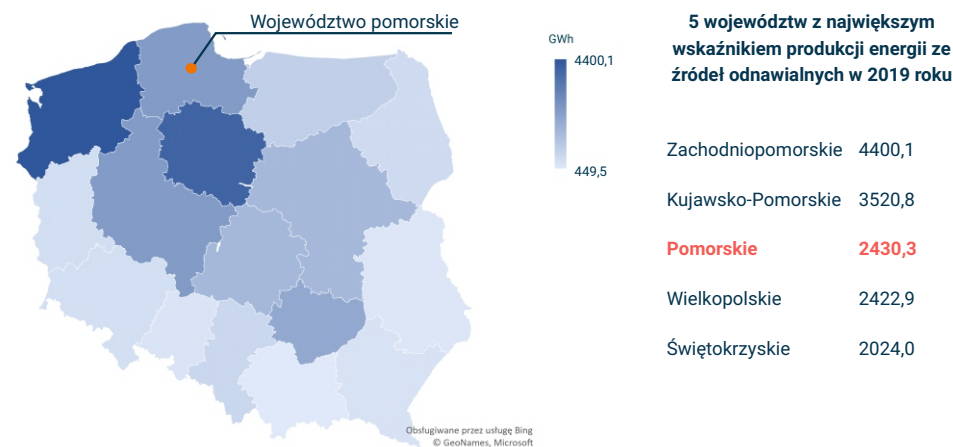 Województwo pomorskie
GWh
4400,1
449,5
Obsługiwane przez usługę Bing
© GeoNames, Microsoft
5 województw z największym
wskaźnikiem produkcji energii ze
źródeł odnawialnych w 2019 roku
Zachodniopomorskie 4400,1
Kujawsko-Pomorskie 3520,8
Pomorskie 2430,3
Wielkopolskie 2422,9
Świętokrzyskie 2024,0